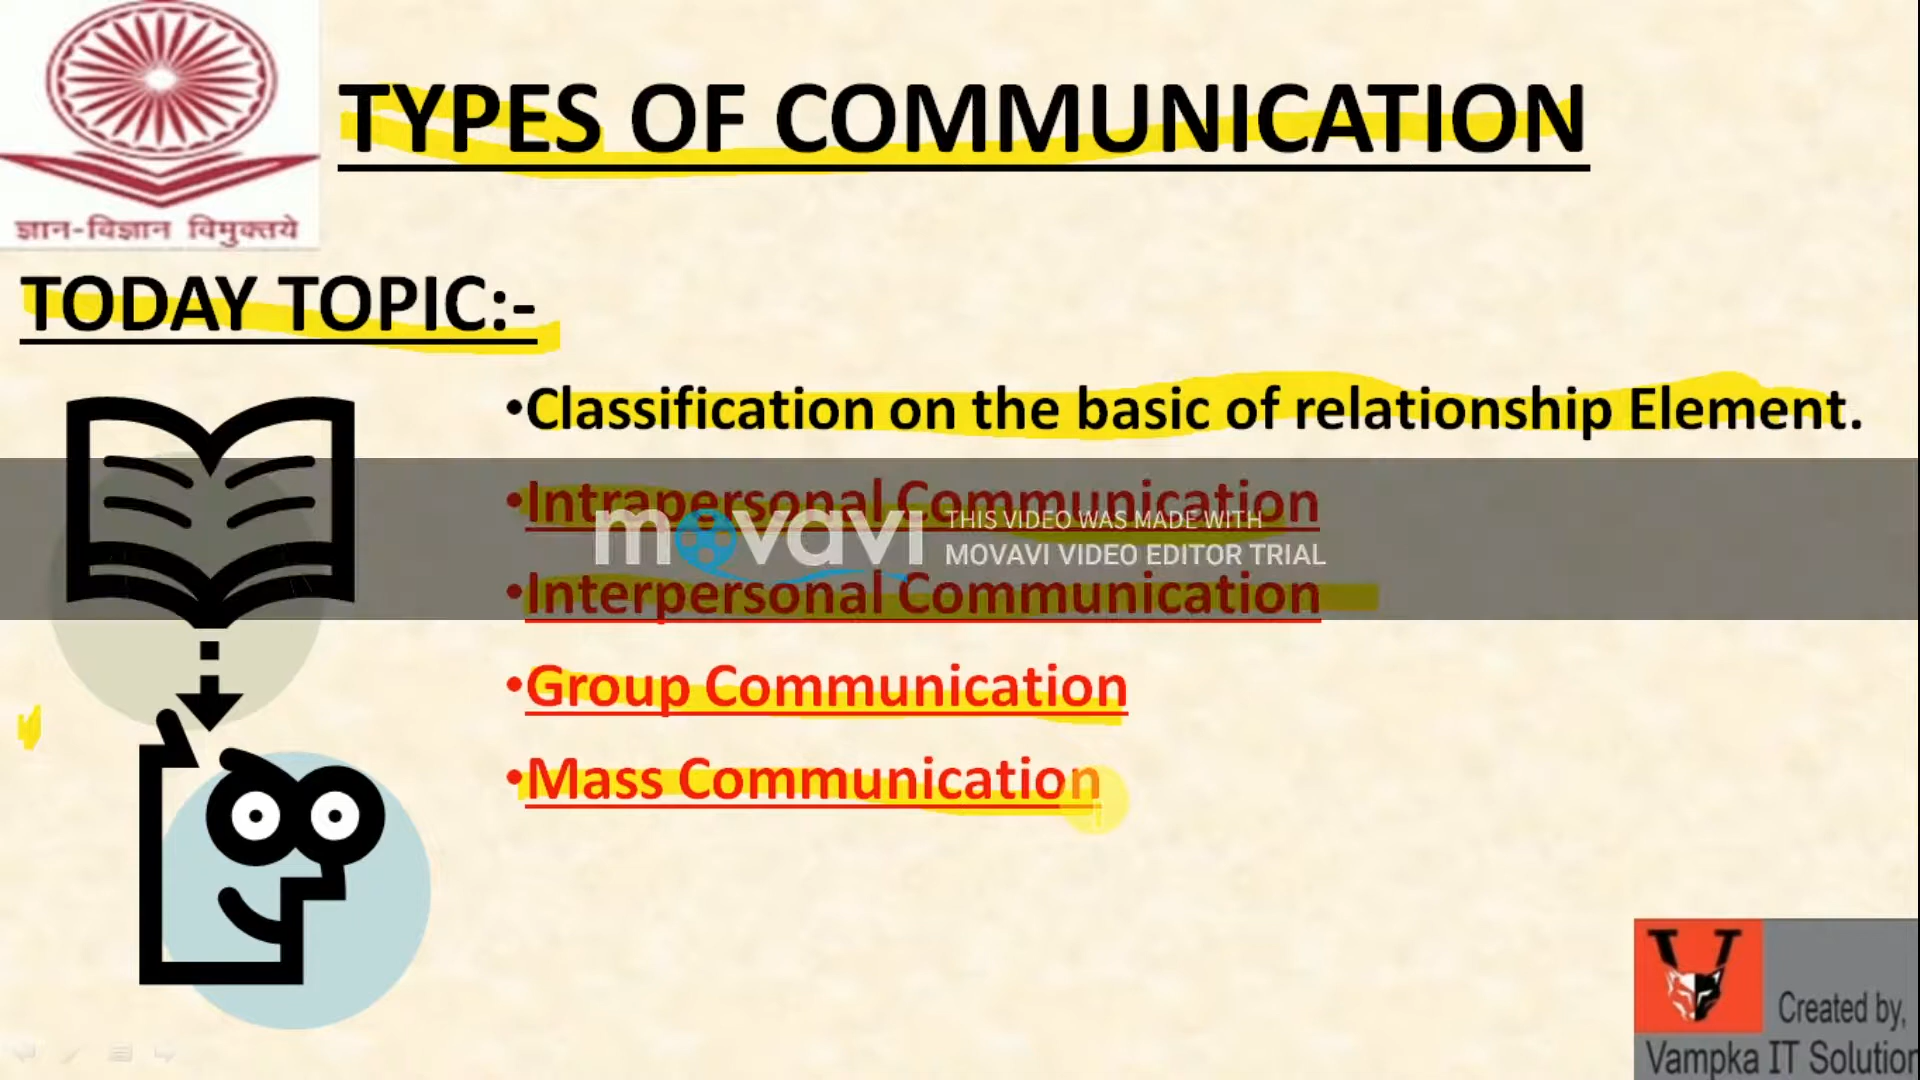 ज्ञान-विज्ञान विमुक्तये
TYPES OF COMMUNICATION
TODAY TOPIC:-
•Classification on the basic of relationship Element.
•Intrapersonal Communication
movavi
THIS VIDEO WAS MADE WITH
MOVAVI VIDEO EDITOR TRIAL
•Interpersonal Communication
•Group Communication
•Mass Communication
V
Created by,
Vampka IT Solution